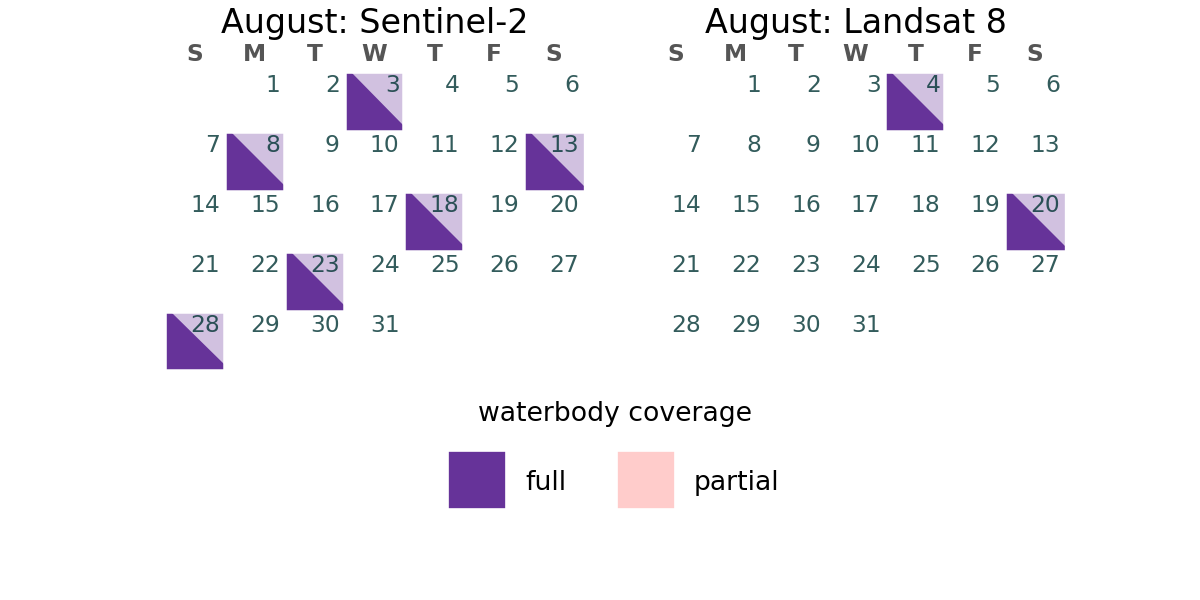 August: Sentinel-2
S M T W T F S
1 2 3 4 5 6
7 8 9 10 11 12 13
14 15 16 17 18 19 20
21 22 23 24 25 26 27
28 29 30 31
August: Landsat 8
S M T W T F S
1 2 3 4 5 6
7 8 9 10 11 12 13
14 15 16 17 18 19 20
21 22 23 24 25 26 27
28 29 30 31
waterbody coverage
full partial